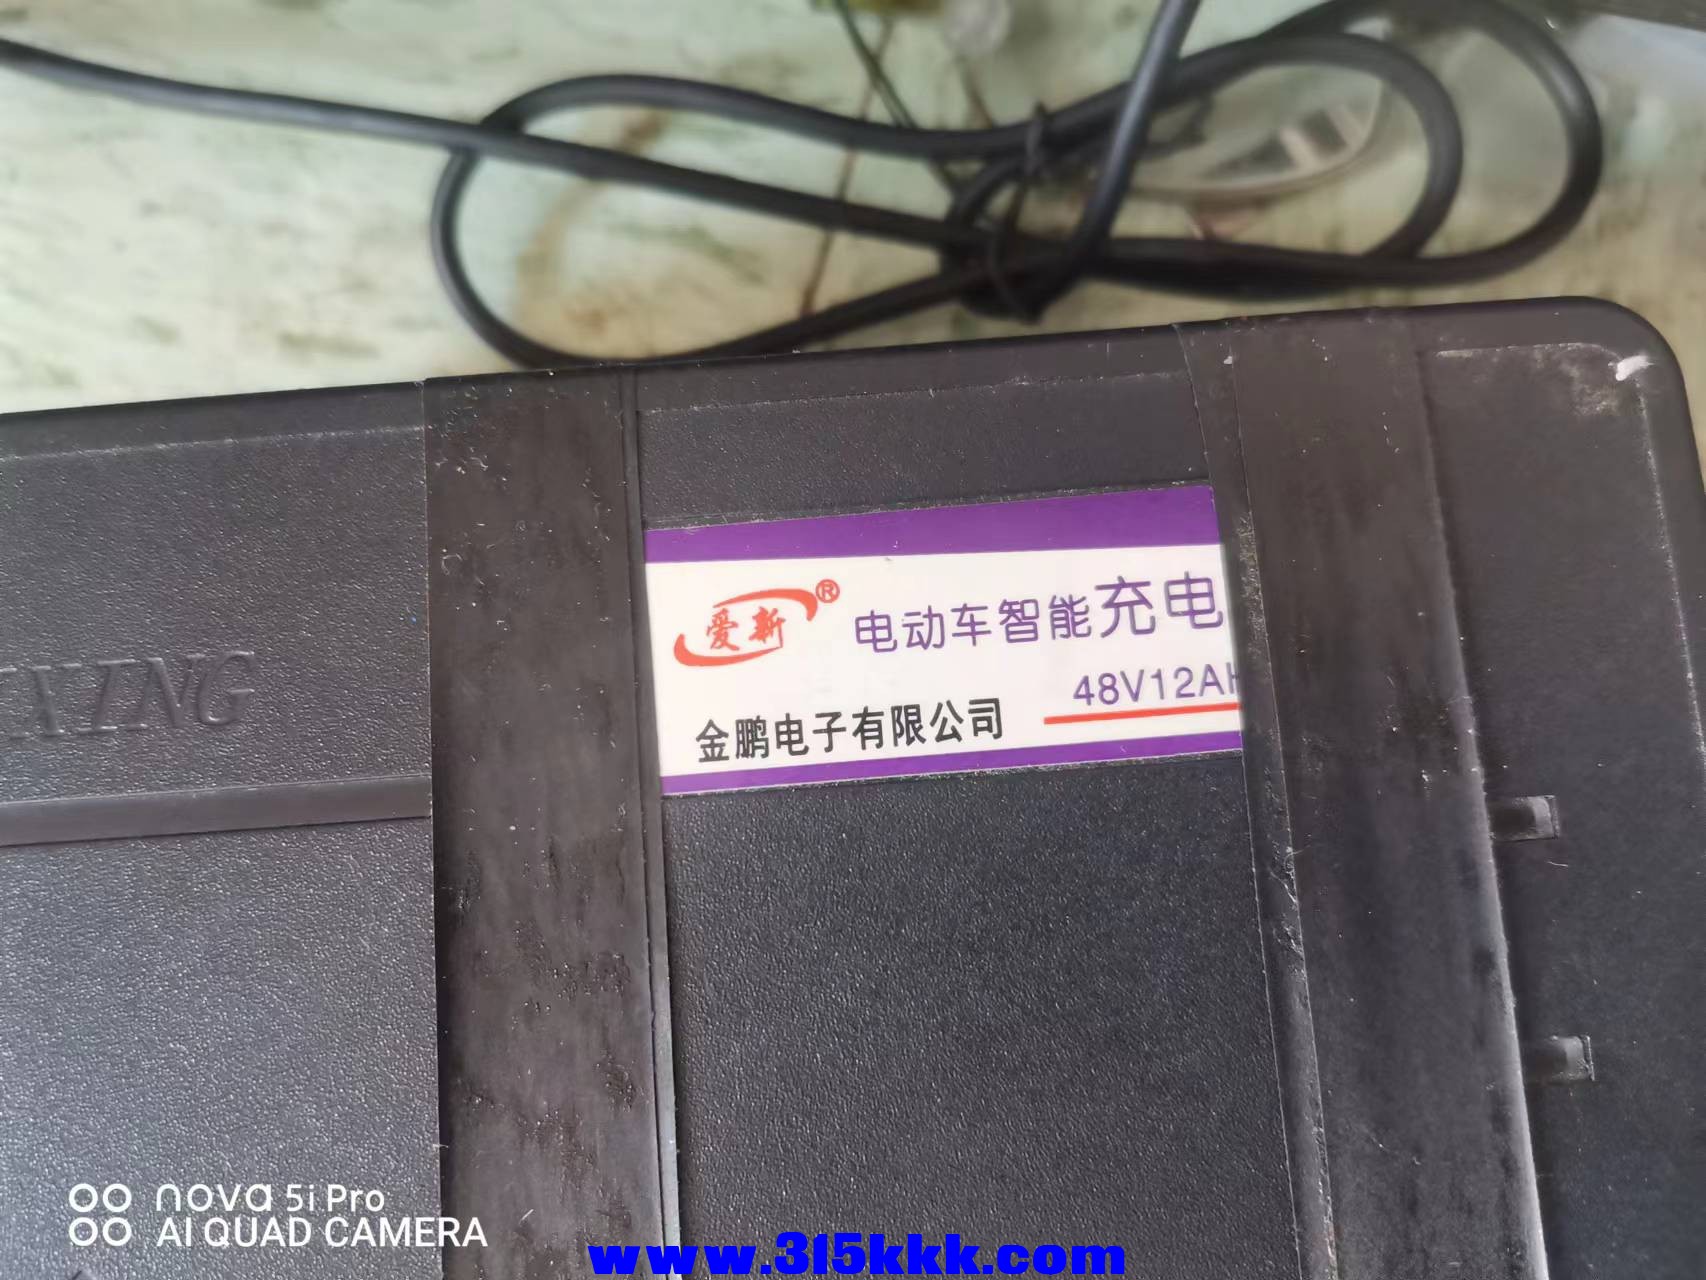 爱新®
电动车智能充电
48V12AH
金鹏电子有限公司
XING
nova 5i Pro
AI QUAD CAMERA
www.315kkk.com